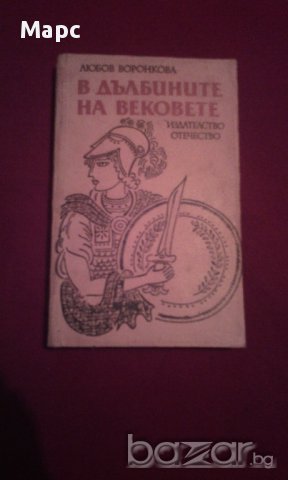 Марс
ЛЮБОВ ВОРОНКОВА
В ДЪЛБИНИТЕ
НА ВЕКОВЕТЕ
ИЗДАТЕЛСТВО
ОТЕЧЕСТВО
bazar.bg